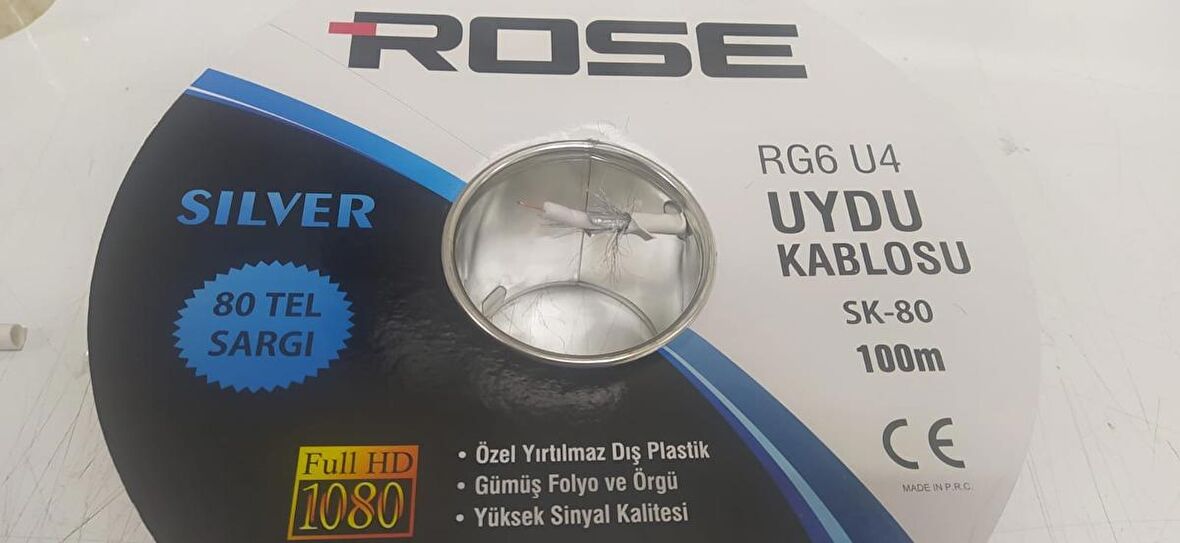 ROSE
RG6 U4
UYDU
KABLOSU
SK-80
100m
CE
MADE IN P.R.C.
SILVER
80 TEL
SARGI
Full HD
1080
• Özel Yırtılmaz Dış Plastik
• Gümüş Folyo ve Örgü
• Yüksek Sinyal Kalitesi